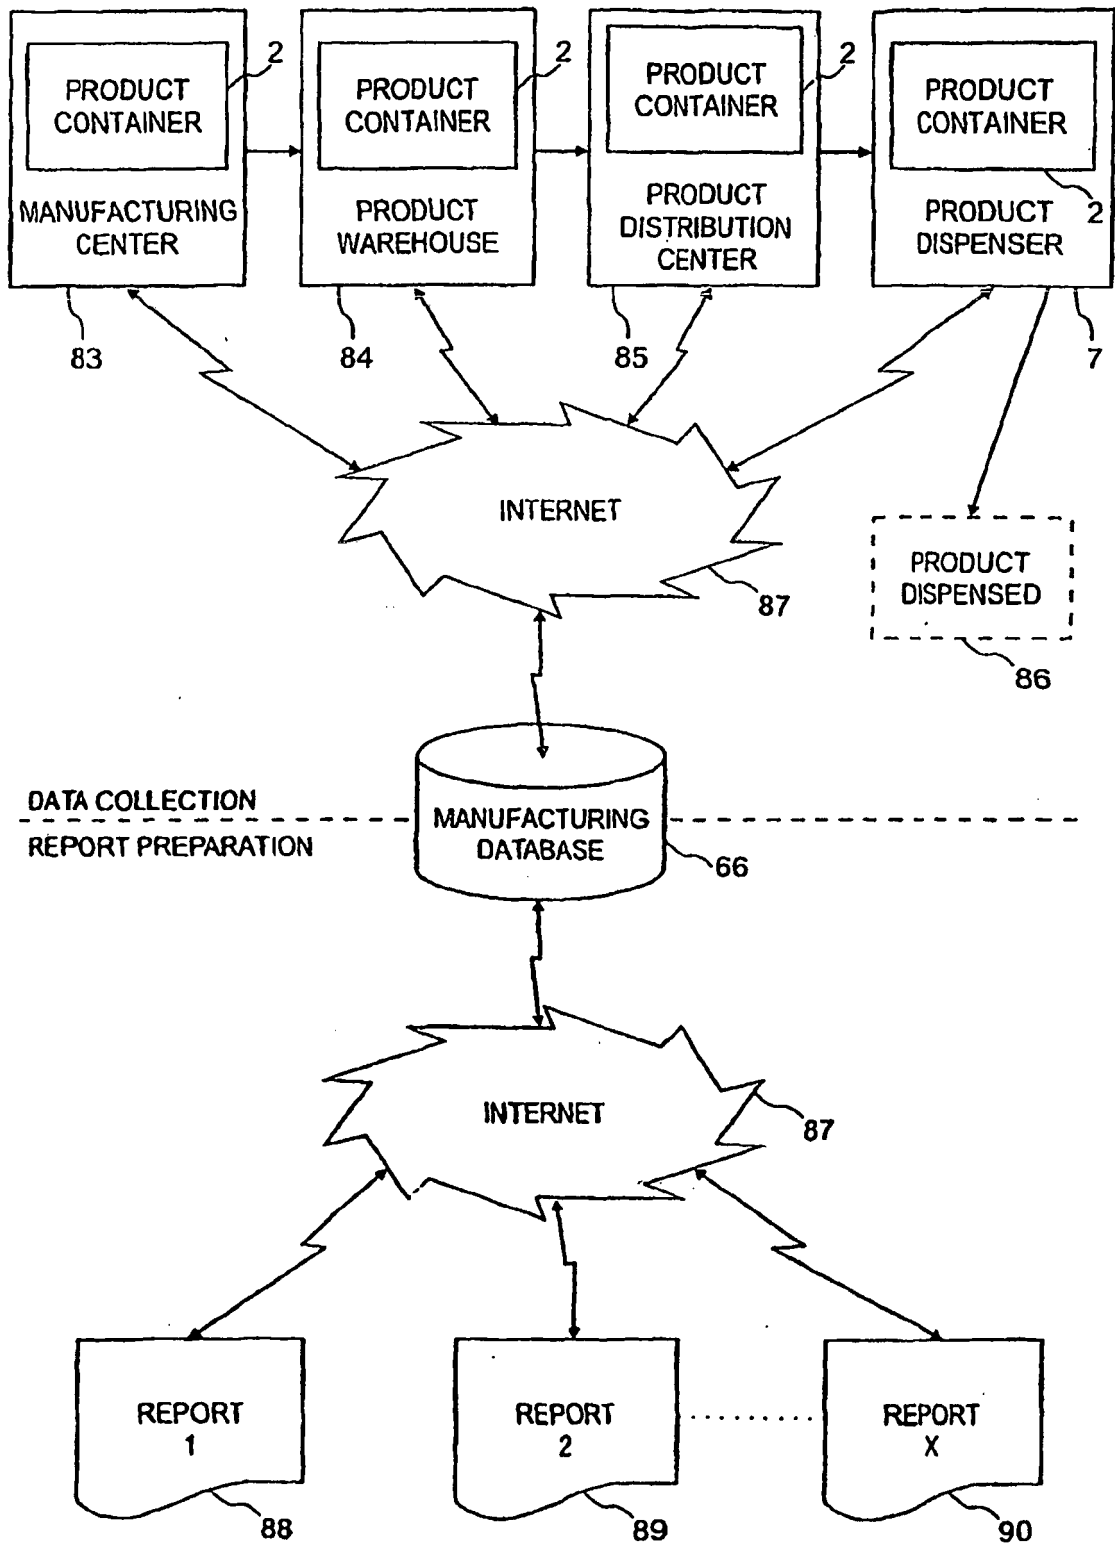 PRODUCT
CONTAINER
2
MANUFACTURING
CENTER
83
PRODUCT
CONTAINER
2
PRODUCT
WAREHOUSE
84
PRODUCT
CONTAINER
2
PRODUCT
DISTRIBUTION
CENTER
85
PRODUCT
CONTAINER
2
PRODUCT
DISPENSER
7
INTERNET
87
PRODUCT
DISPENSED
86
DATA COLLECTION
REPORT PREPARATION
MANUFACTURING
DATABASE
66
INTERNET
87
REPORT
1
88
REPORT
2
89
REPORT
X
90